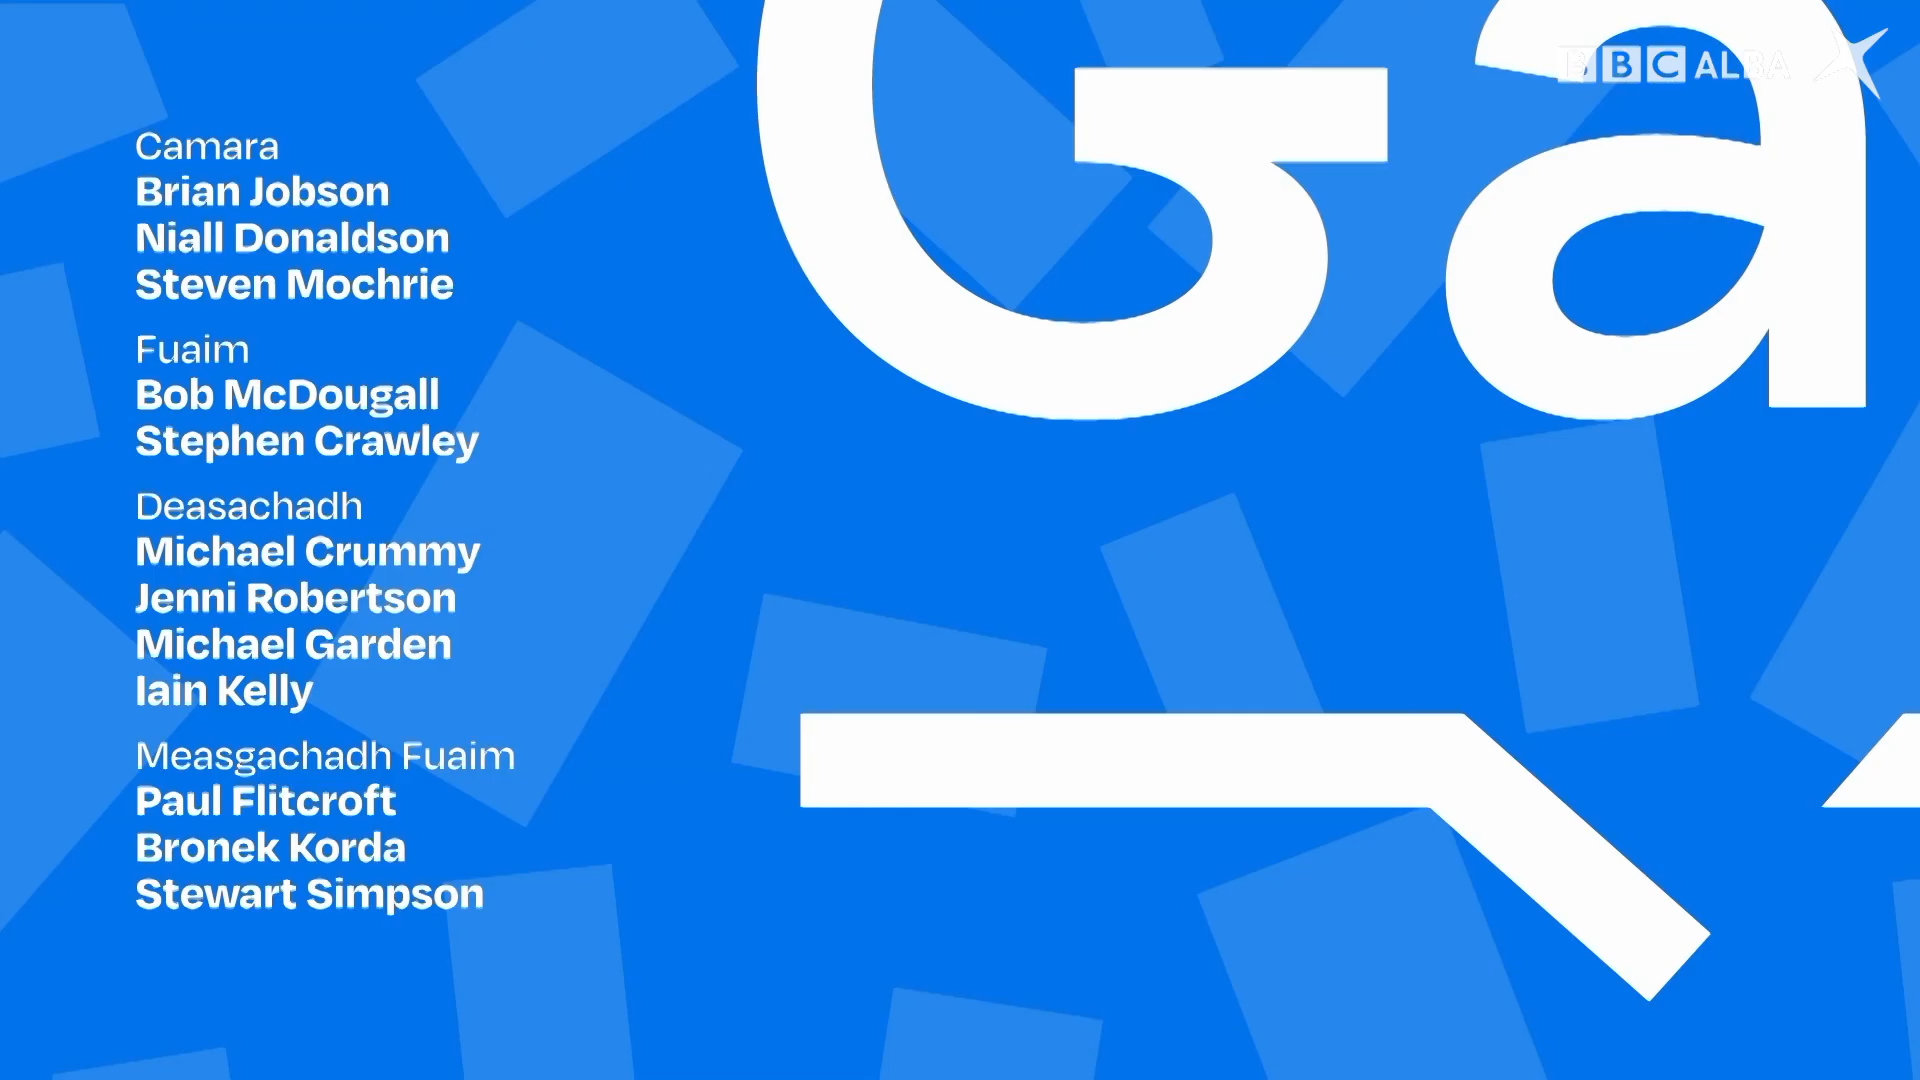 Camara
Brian Jobson
Niall Donaldson
Steven Mochrie
Fuaim
Bob McDougall
Stephen Crawley
Deasachadh
Michael Crummy
Jenni Robertson
Michael Garden
Iain Kelly
Measgachadh Fuaim
Paul Flitcroft
Bronek Korda
Stewart Simpson
Ga
BBC ALBA